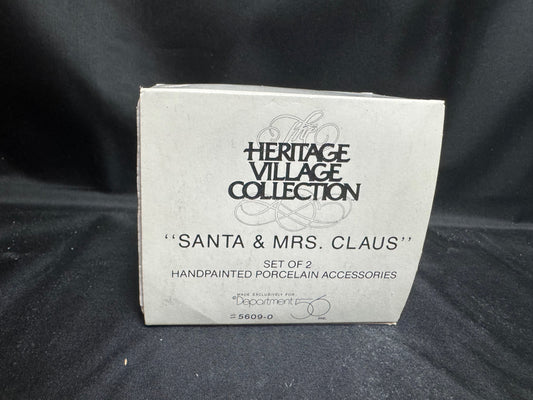 The
HERITAGE
VILLAGE
COLLECTION
"SANTA & MRS. CLAUS"
SET OF 2
HANDPAINTED PORCELAIN ACCESSORIES
MADE EXCLUSIVELY FOR
©Department 56 INC.
# 5609-0